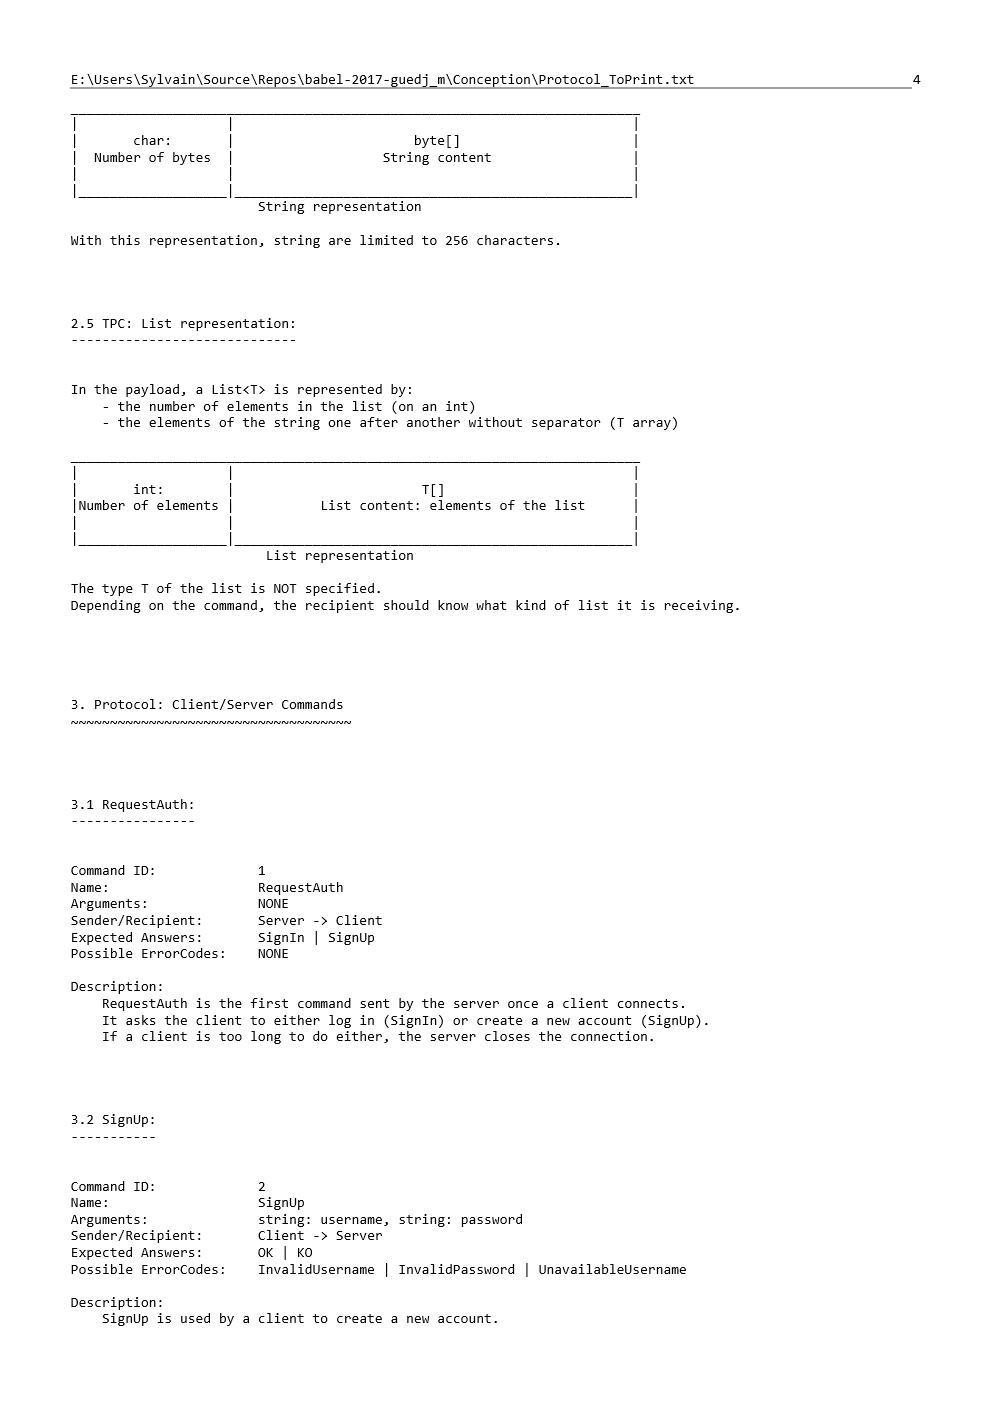 E:\Users\Sylvain\Source\Repos\babel-2017-guedj_m\Conception\Protocol_ToPrint.txt 4
char: byte[]
Number of bytes String content
String representation
With this representation, string are limited to 256 characters.
2.5 TPC: List representation:
-----------------------------
In the payload, a List<T> is represented by:
- the number of elements in the list (on an int)
- the elements of the string one after another without separator (T array)
int: T[]
Number of elements List content: elements of the list
List representation
The type T of the list is NOT specified.
Depending on the command, the recipient should know what kind of list it is receiving.
3. Protocol: Client/Server Commands
~~~~~~~~~~~~~~~~~~~~~~~~~~~~~~~~~~~~
3.1 RequestAuth:
----------------
Command ID: 1
Name: RequestAuth
Arguments: NONE
Sender/Recipient: Server -> Client
Expected Answers: SignIn | SignUp
Possible ErrorCodes: NONE
Description:
RequestAuth is the first command sent by the server once a client connects.
It asks the client to either log in (SignIn) or create a new account (SignUp).
If a client is too long to do either, the server closes the connection.
3.2 SignUp:
-----------
Command ID: 2
Name: SignUp
Arguments: string: username, string: password
Sender/Recipient: Client -> Server
Expected Answers: OK | KO
Possible ErrorCodes: InvalidUsername | InvalidPassword | UnavailableUsername
Description:
SignUp is used by a client to create a new account.